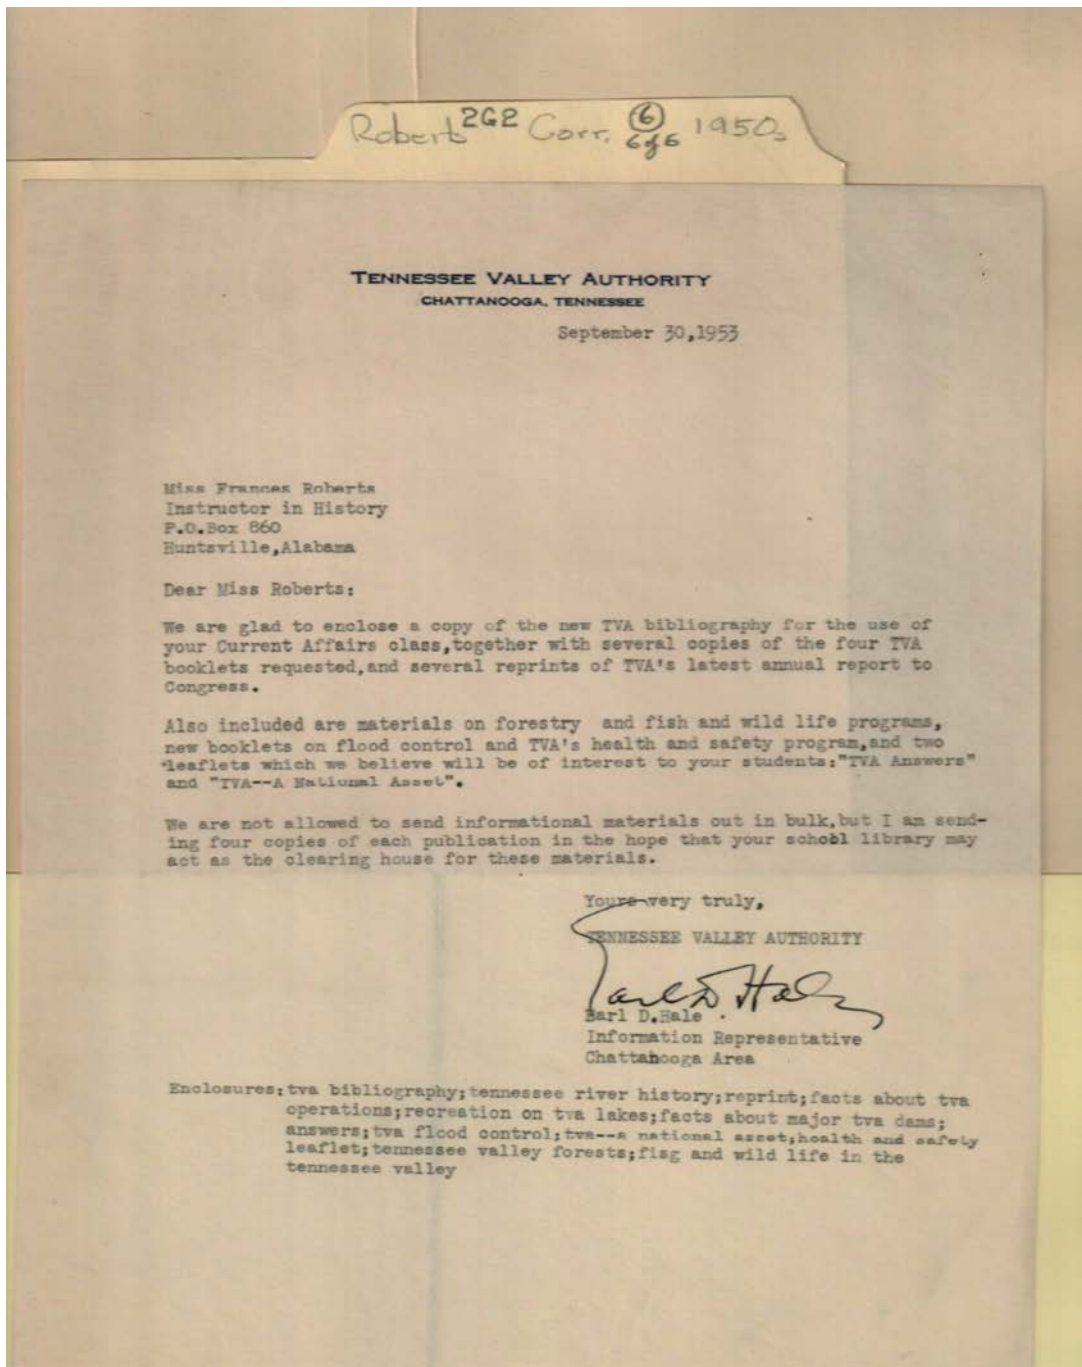 Roberts 2G2 Corr. 6 1950s
6 of 6
TENNESSEE VALLEY AUTHORITY
CHATTANOOGA, TENNESSEE
September 30,1953
Miss Frances Roberts
Instructor in History
P.O.Box 860
Huntsville,Alabama
Dear Miss Roberts:
We are glad to enclose a copy of the new TVA bibliography for the use of
your Current Affairs class,together with several copies of the four TVA
booklets requested,and several reprints of TVA's latest annual report to
Congress.
Also included are materials on forestry and fish and wild life programs,
new booklets on flood control and TVA's health and safety program,and two
leaflets which we believe will be of interest to your students:"TVA Answers"
and "TVA--A National Asset".
We are not allowed to send informational materials out in bulk,but I am send-
ing four copies of each publication in the hope that your school library may
act as the clearing house for these materials.
Yours very truly,
TENNESSEE VALLEY AUTHORITY
Earl D Hale
Earl D.Hale
Information Representative
Chattahooga Area
Enclosures:tva bibliography;tennessee river history;reprint;facts about tva
operations;recreation on tva lakes;facts about major tva dams;
answers;tva flood control;tva--a national asset;health and safety
leaflet;tennessee valley forests;fisg and wild life in the
tennessee valley